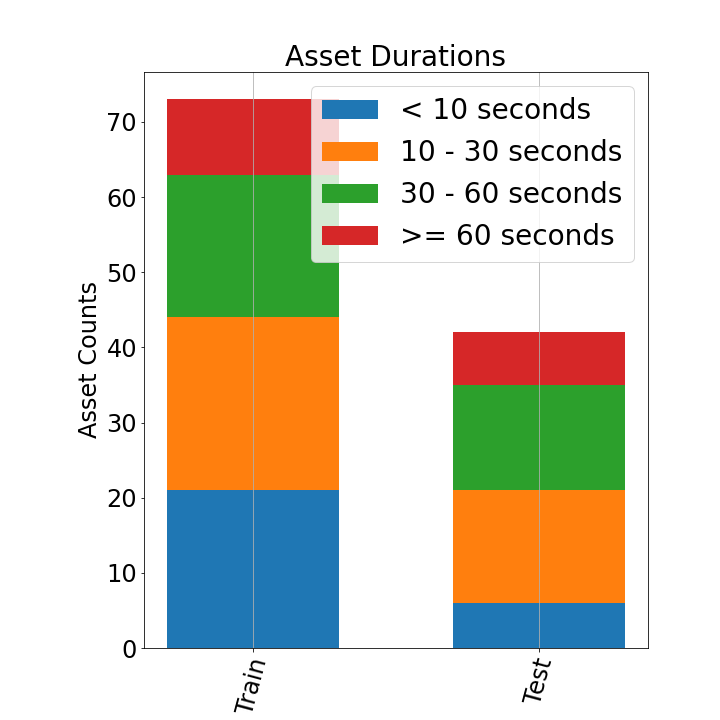 Asset Durations
Asset Counts
70
60
50
40
30
20
10
0
< 10 seconds
10 - 30 seconds
30 - 60 seconds
>= 60 seconds
Train
Test